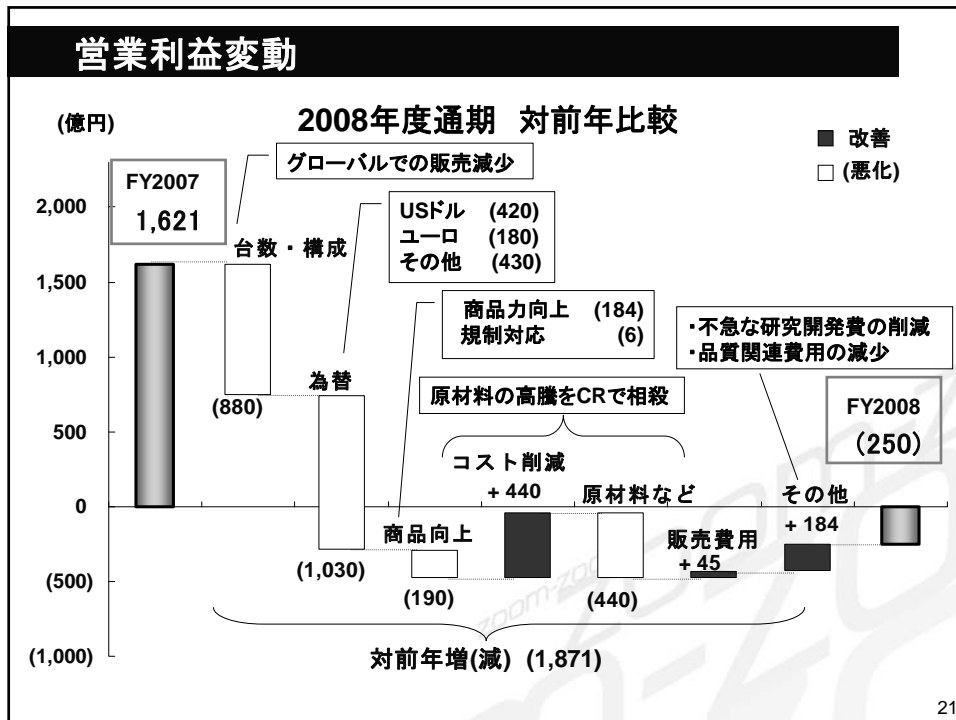 営業利益変動
(億円)
2008年度通期 対前年比較
■ 改善
□ (悪化)
グローバルでの販売減少
FY2007
1,621
USドル (420)
ユーロ (180)
その他 (430)
台数・構成
商品力向上 (184)
規制対応 (6)
・不急な研究開発費の削減
・品質関連費用の減少
為替
原材料の高騰をCRで相殺
FY2008
(250)
(880)
コスト削減
+ 440
原材料など
その他
+ 184
商品向上
販売費用
+ 45
(1,030)
(190)
(440)
対前年増(減) (1,871)
2,000
1,500
1,000
500
0
(500)
(1,000)
zoom-zoom
21